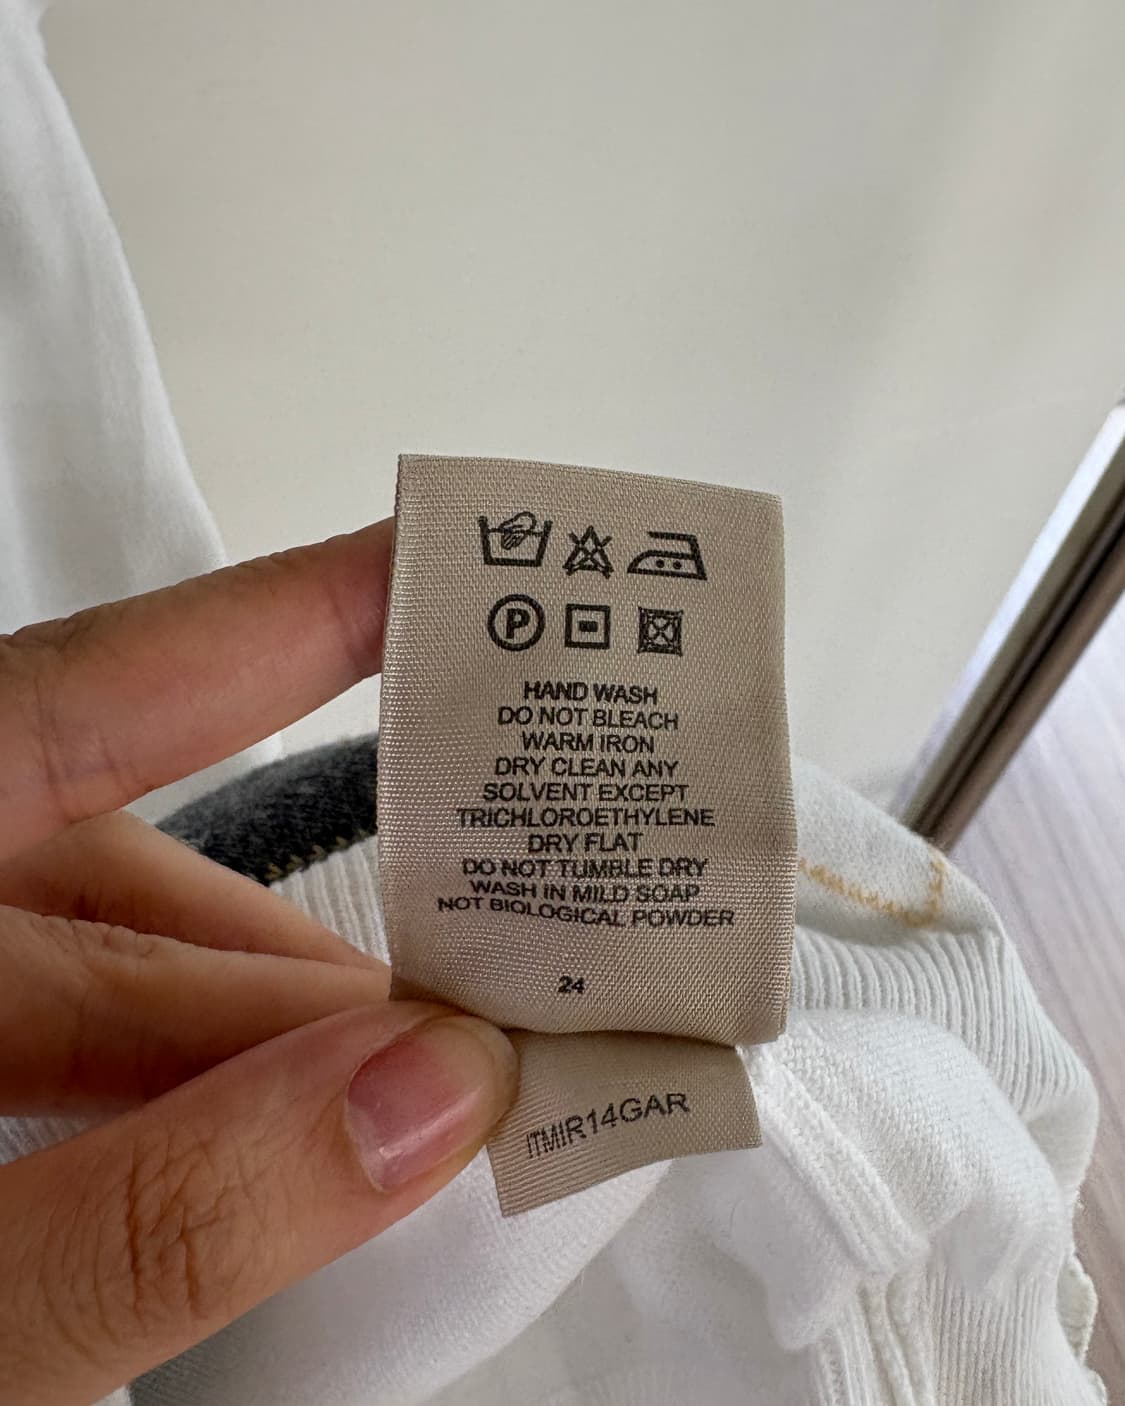 P
HAND WASH
DO NOT BLEACH
WARM IRON
DRY CLEAN ANY
SOLVENT EXCEPT
TRICHLOROETHYLENE
DRY FLAT
DO NOT TUMBLE DRY
WASH IN MILD SOAP
NOT BIOLOGICAL POWDER
24
ITMIR14GAR